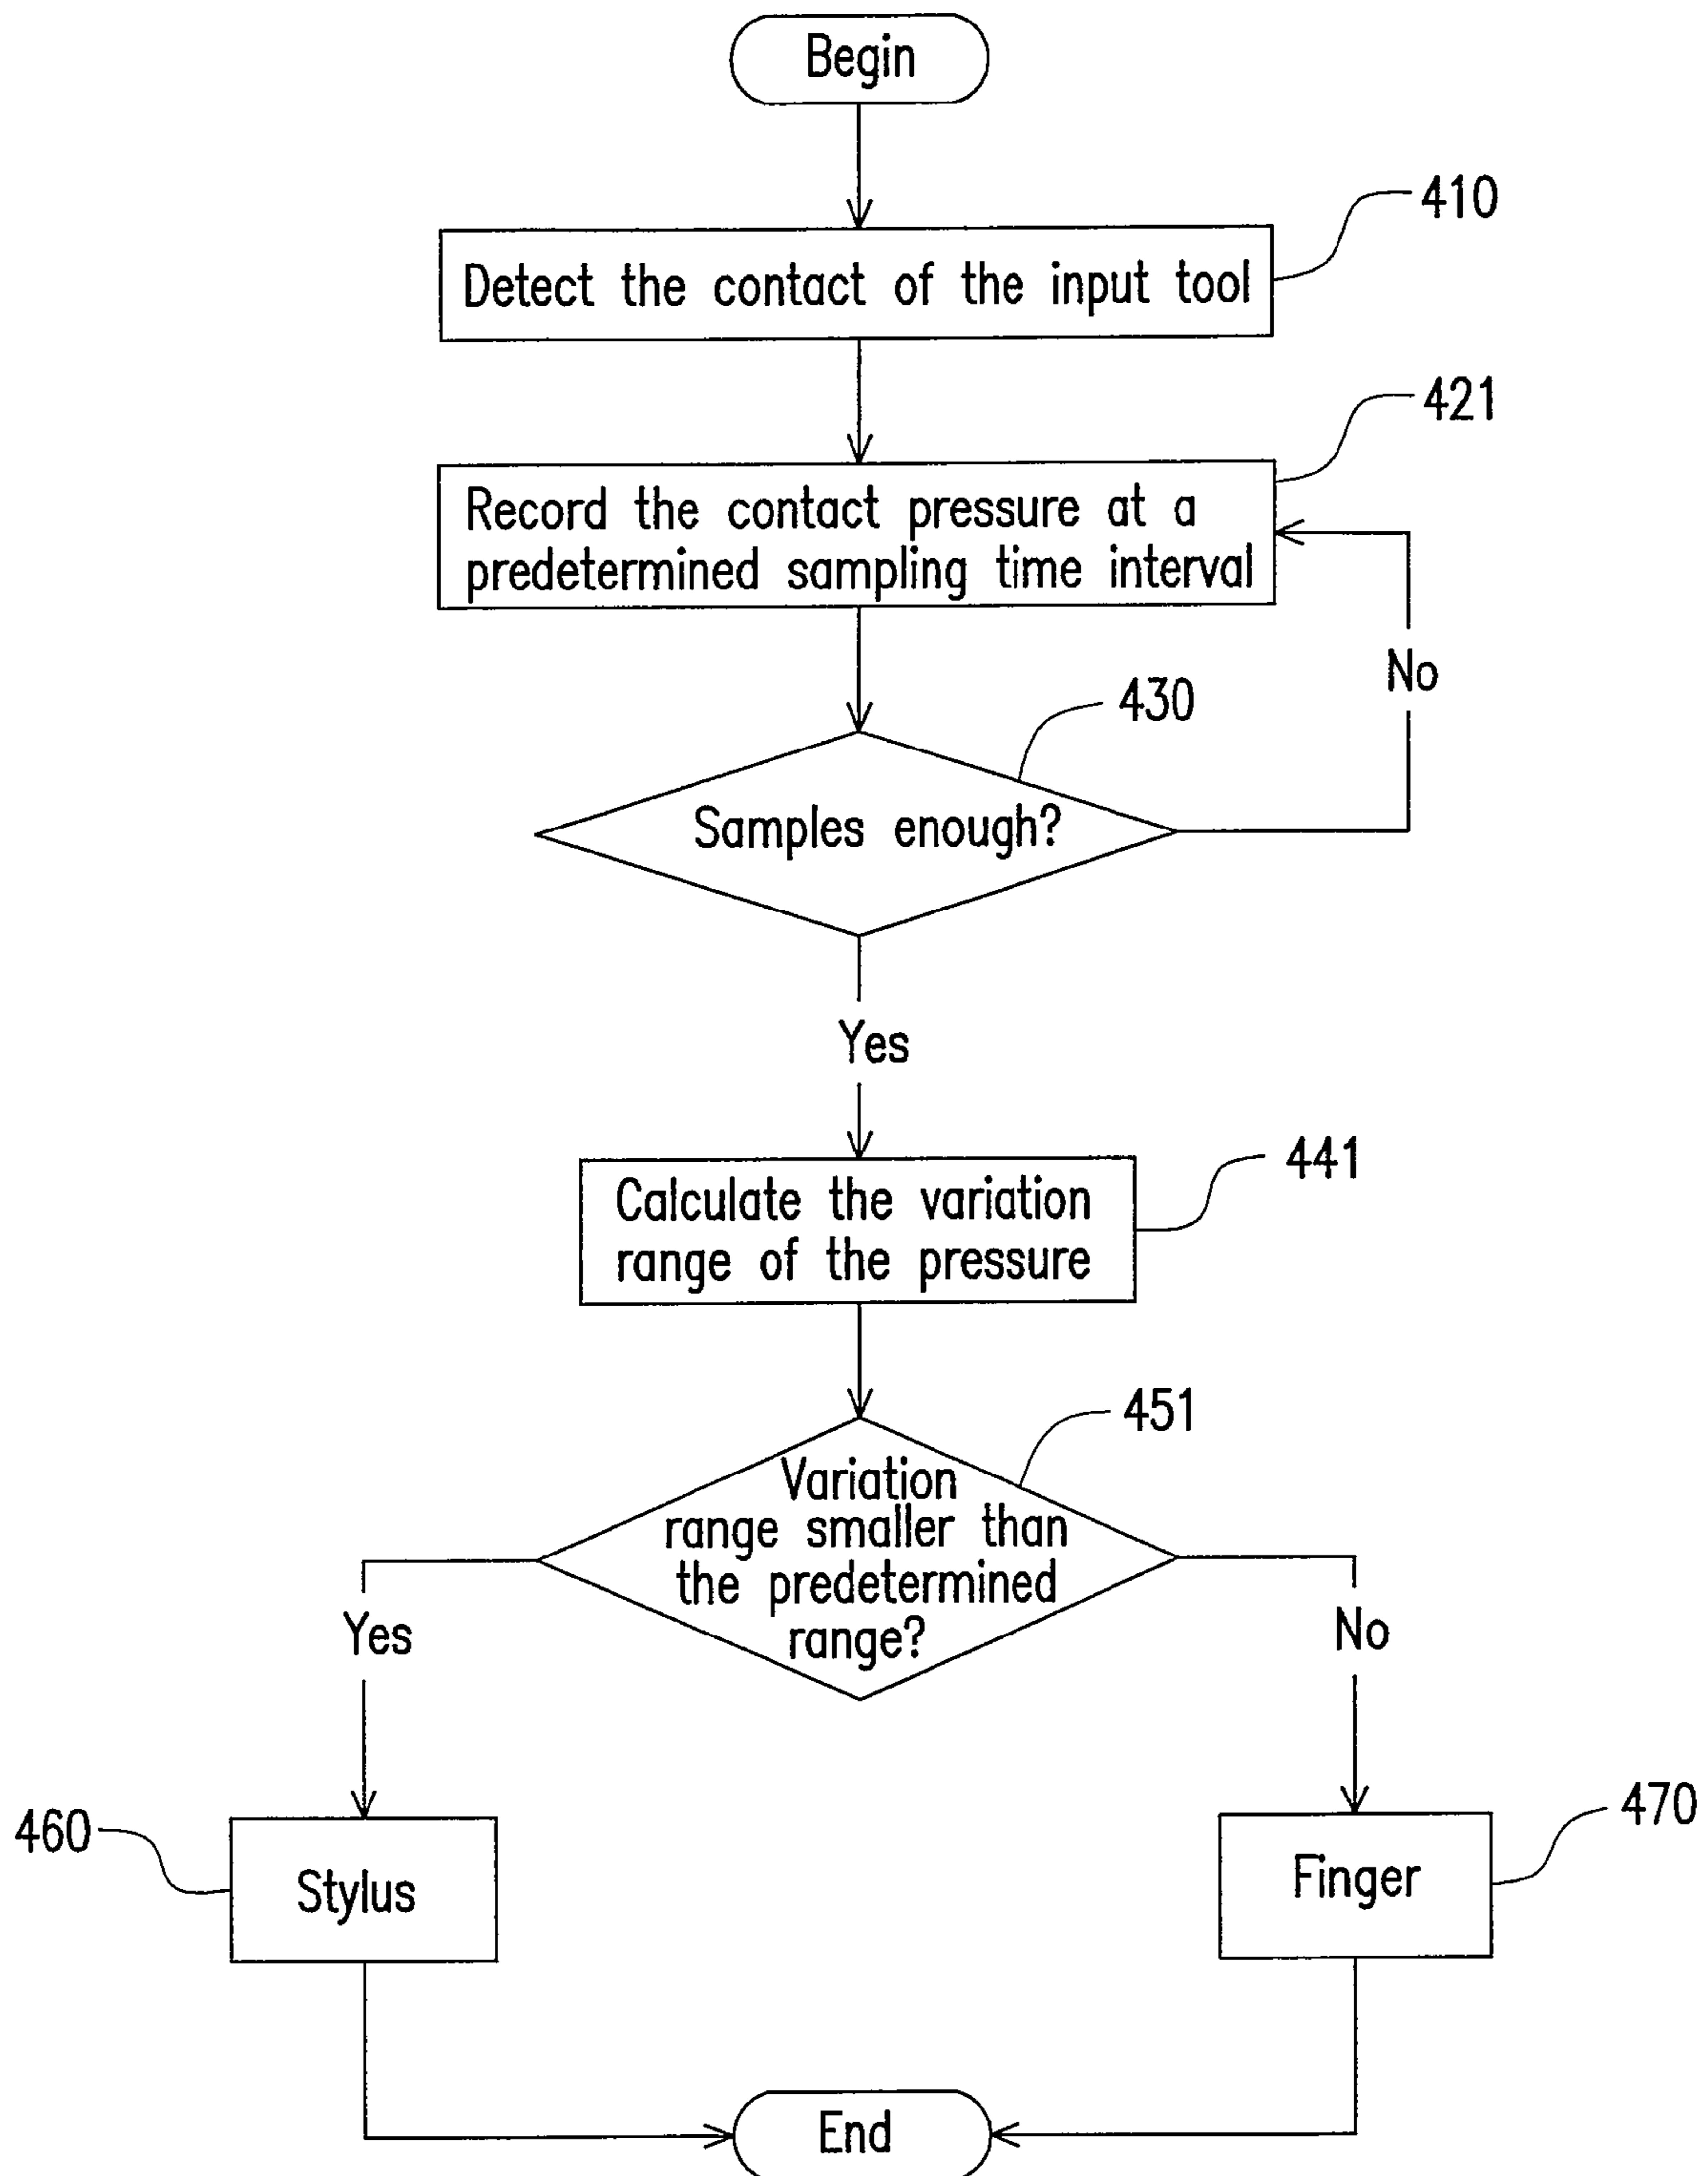 Begin
410
Detect the contact of the input tool
421
Record the contact pressure at a
predetermined sampling time interval
No
430
Samples enough?
Yes
441
Calculate the variation
range of the pressure
451
Variation
range smaller than
the predetermined
range?
Yes
No
460
Stylus
470
Finger
End